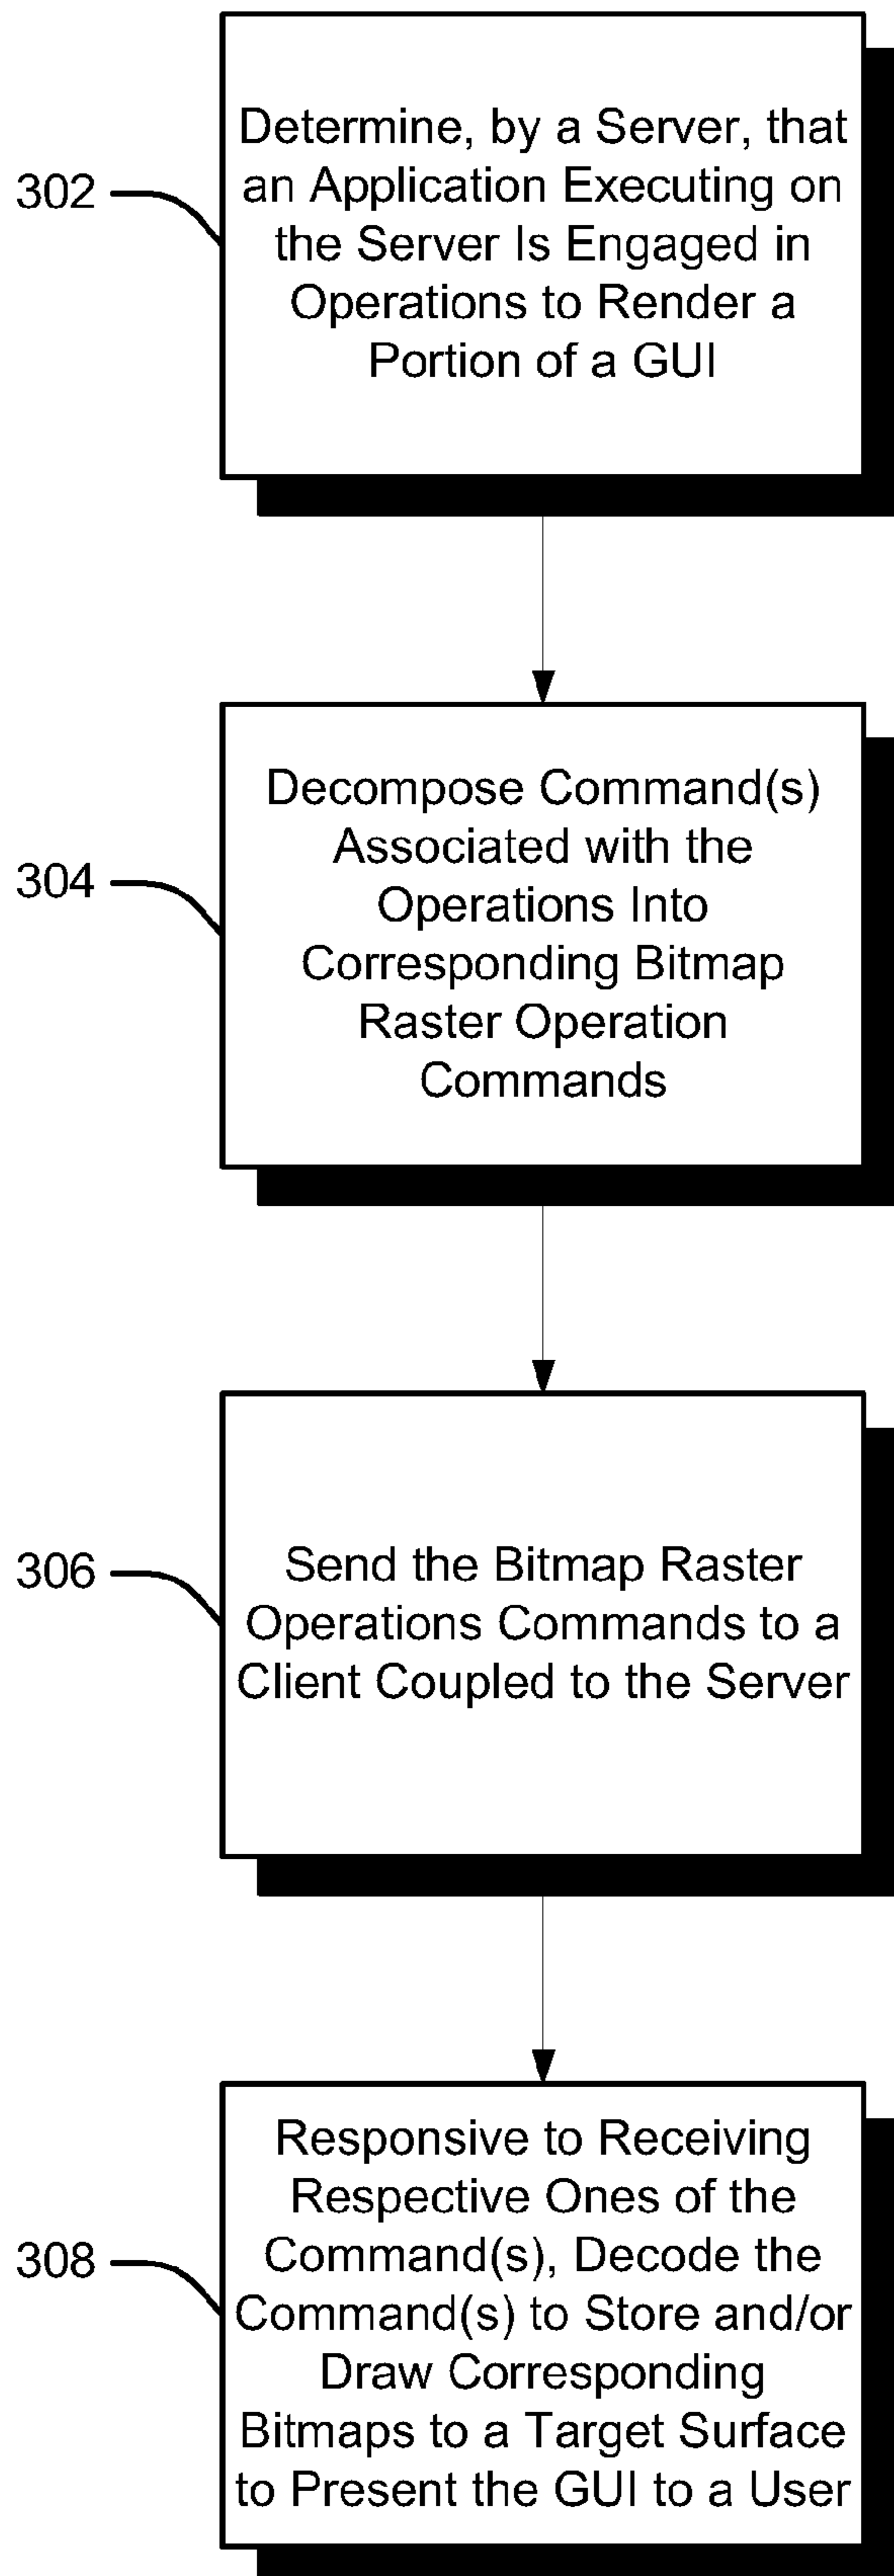 302
Determine, by a Server, that
an Application Executing on
the Server Is Engaged in
Operations to Render a
Portion of a GUI
304
Decompose Command(s)
Associated with the
Operations Into
Corresponding Bitmap
Raster Operation
Commands
306
Send the Bitmap Raster
Operations Commands to a
Client Coupled to the Server
308
Responsive to Receiving
Respective Ones of the
Command(s), Decode the
Command(s) to Store and/or
Draw Corresponding
Bitmaps to a Target Surface
to Present the GUI to a User